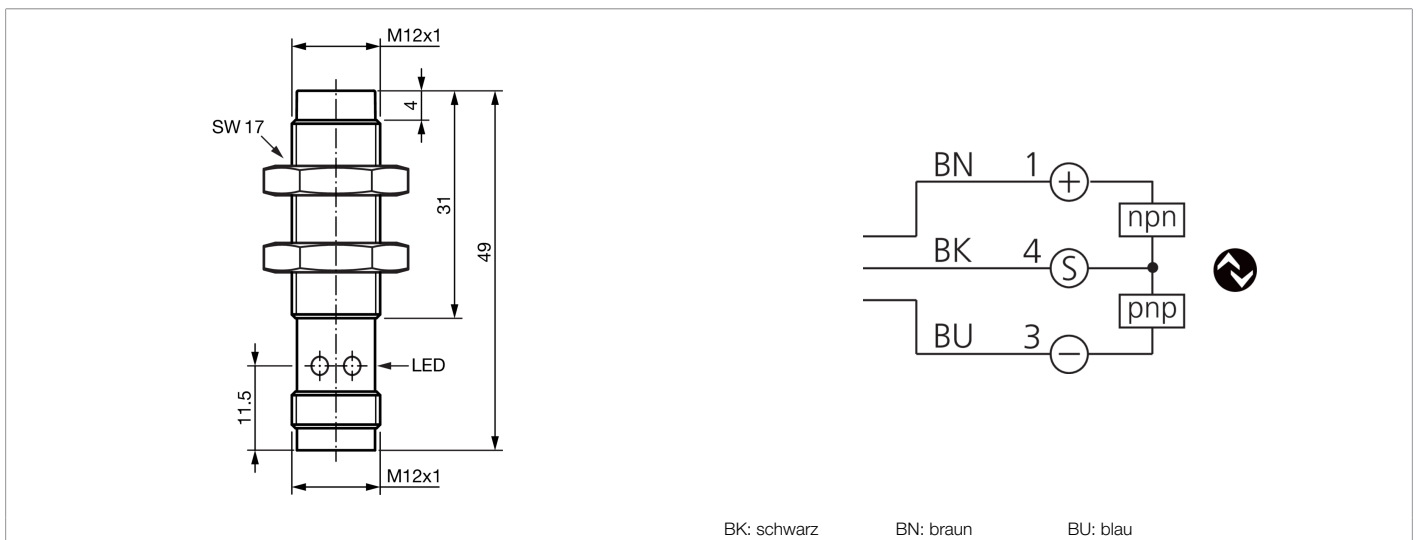 M12x1
4
SW 17
31
49
LED
11.5
M12x1
BN 1 +
npn
BK 4 S
pnp
BU 3 −
BK: schwarz BN: braun BU: blau